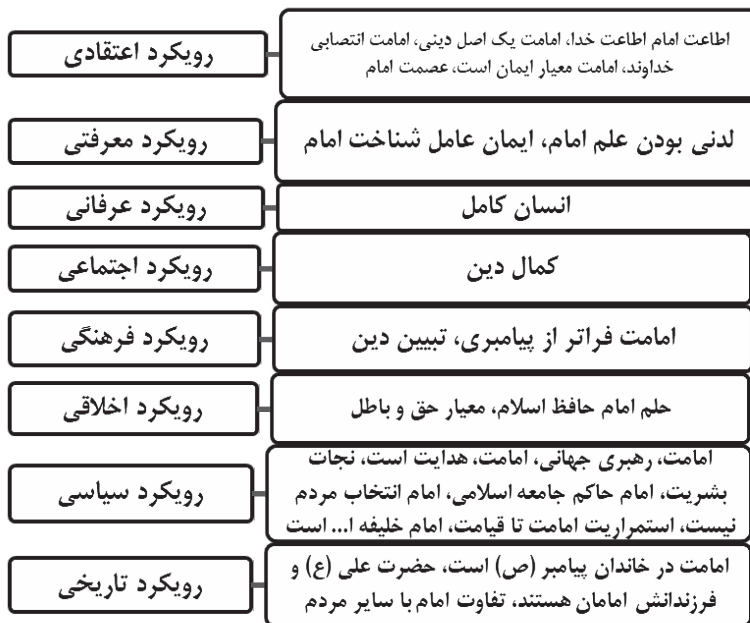 رویکرد اعتقادی
اطاعت امام اطاعت خدا، امامت یک اصل دینی، امامت انتصابی
خداوند، امامت معیار ایمان است، عصمت امام
رویکرد معرفتی
لدنی بودن علم امام، ایمان عامل شناخت امام
رویکرد عرفانی
انسان کامل
رویکرد اجتماعی
کمال دین
رویکرد فرهنگی
امامت فراتر از پیامبری، تبیین دین
رویکرد اخلاقی
حلم امام حافظ اسلام، معیار حق و باطل
رویکرد سیاسی
امامت، رهبری جهانی، امامت، هدایت است، نجات
بشریت، امام حاکم جامعه اسلامی، امام انتخاب مردم
نیست، استمراریت امامت تا قیامت، امام خلیفه ا... است
رویکرد تاریخی
امامت در خاندان پیامبر (ص) است، حضرت علی (ع) و
فرزندانش امامان هستند، تفاوت امام با سایر مردم